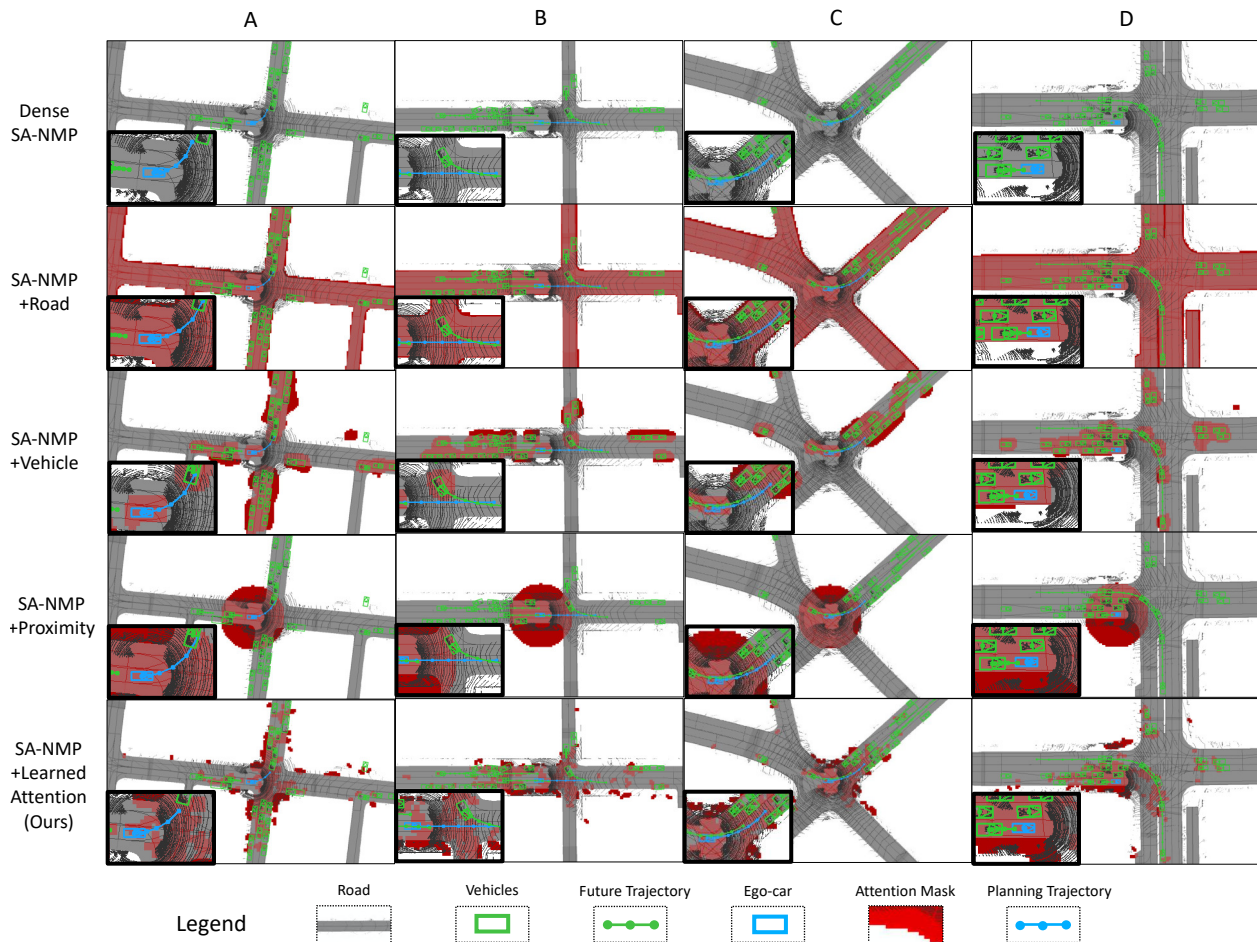 A
B
C
D
Dense
SA-NMP
SA-NMP
+Road
SA-NMP
+Vehicle
SA-NMP
+Proximity
SA-NMP
+Learned
Attention
(Ours)
Road
Vehicles
Future Trajectory
Ego-car
Attention Mask
Planning Trajectory
Legend